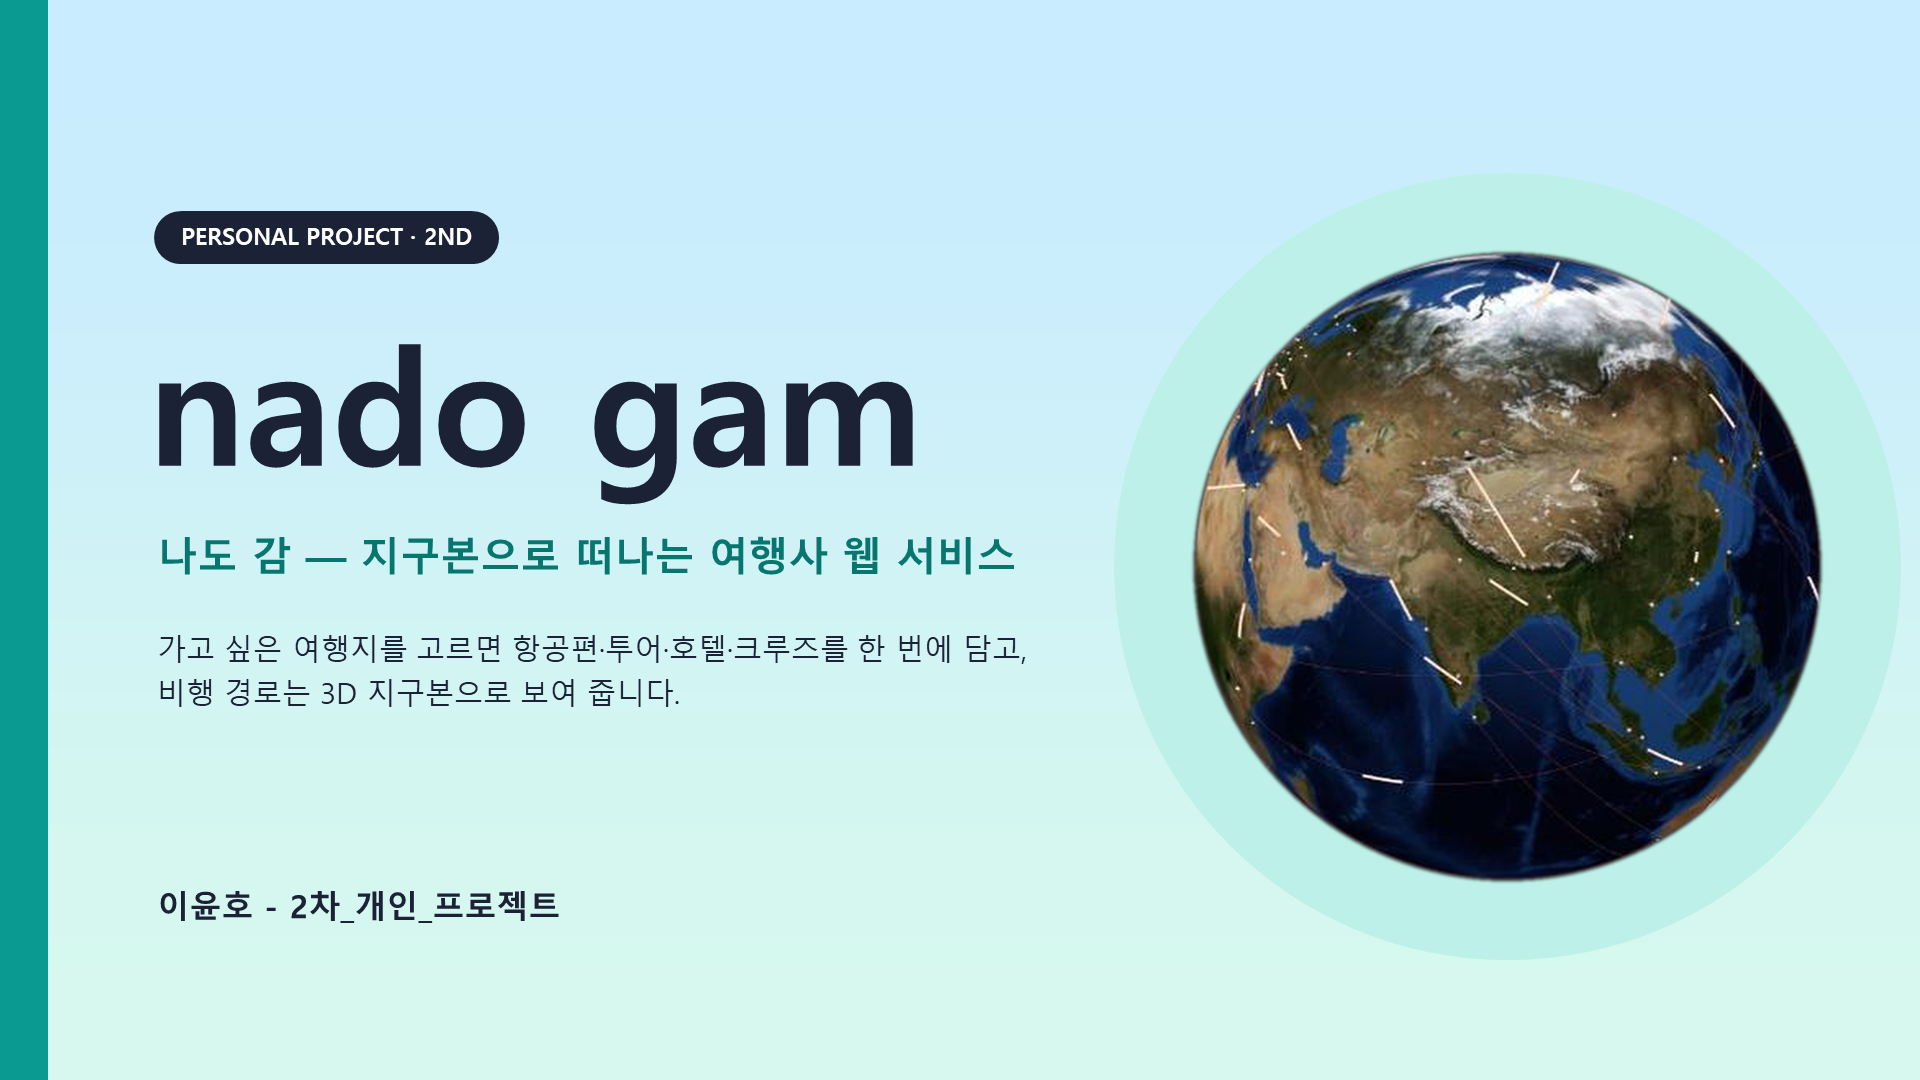 PERSONAL PROJECT · 2ND
nado gam
나도 감 — 지구본으로 떠나는 여행사 웹 서비스
가고 싶은 여행지를 고르면 항공편·투어·호텔·크루즈를 한 번에 담고,
비행 경로는 3D 지구본으로 보여 줍니다.
이윤호 - 2차_개인_프로젝트